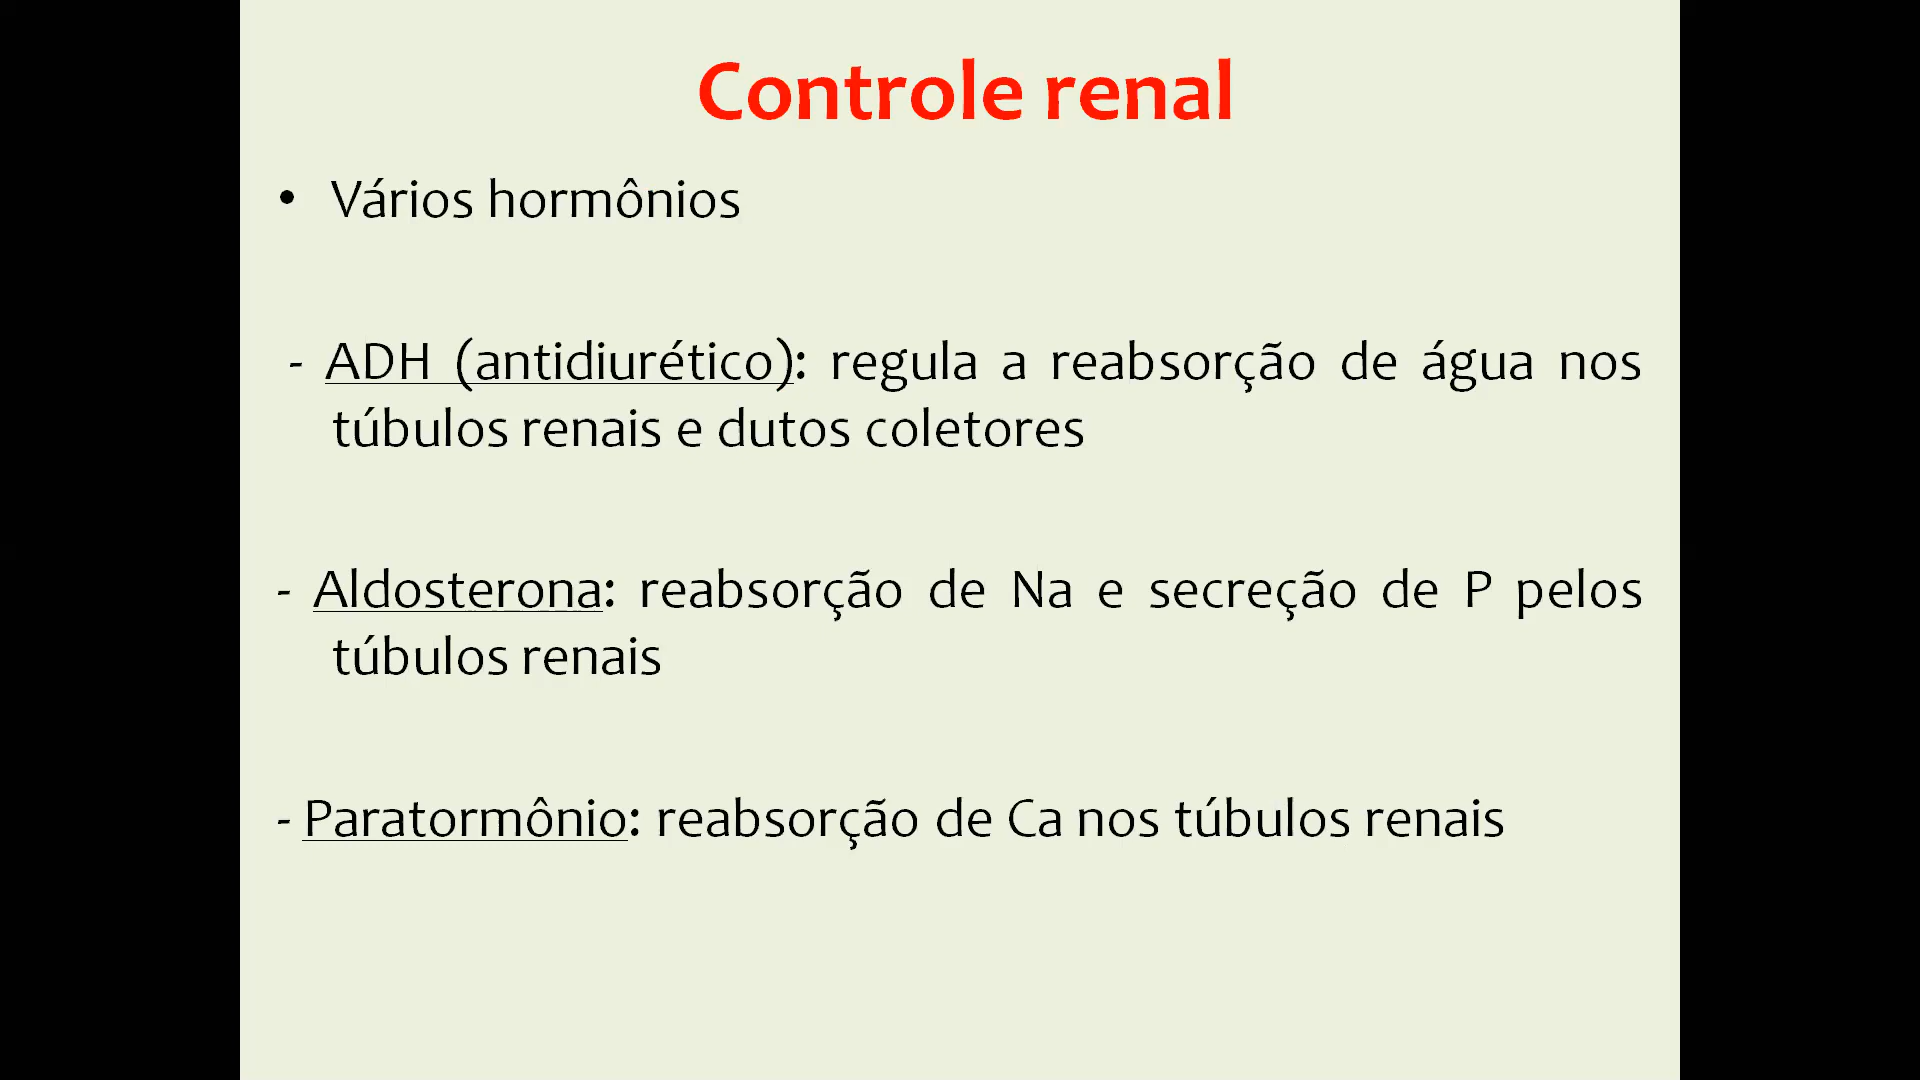 Controle renal
• Vários hormônios
- ADH (antidiurético): regula a reabsorção de água nos
túbulos renais e dutos coletores
- Aldosterona: reabsorção de Na e secreção de P pelos
túbulos renais
- Paratormônio: reabsorção de Ca nos túbulos renais